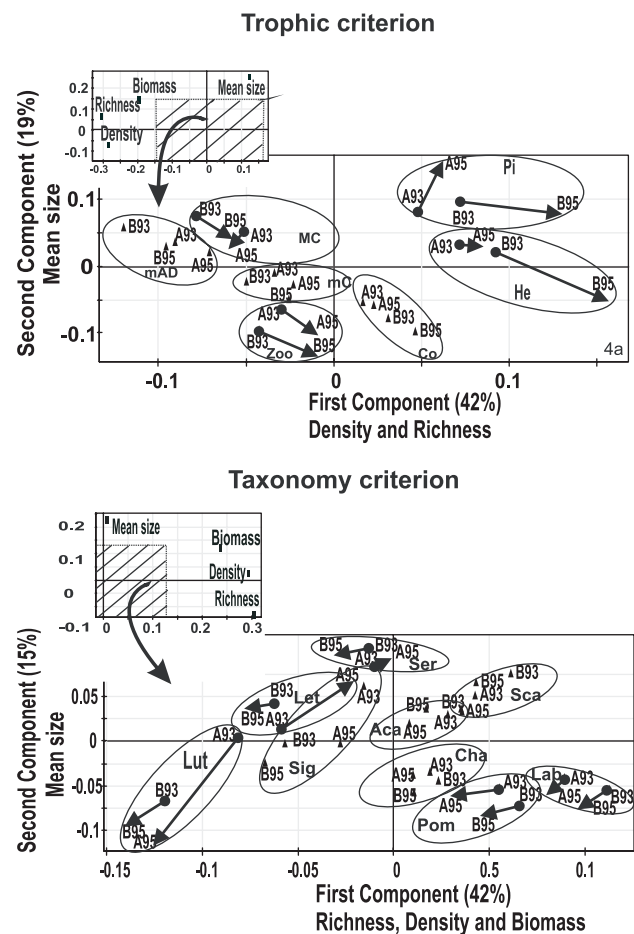 Trophic criterion
Second Component (19%)
Mean size
0.2
0.1
0
-0.1
Richness
Biomass
Mean size
Density
-0.3 -0.2 -0.1 0 0.1
0.1
0
-0.1
B93
A93
B95
A95
mAD
B93
B95
A93
A95
MC
B93
A93
A95
B95
mC
A93
A95
B93
B95
Zoo
A93
A95
B93
B95
Co
A93
A95
B93
B95
Pi
A93
A95
B93
B95
He
4a
-0.1 0 0.1
First Component (42%)
Density and Richness
Taxonomy criterion
Second Component (15%)
Mean size
0.2
0.1
0
-0.1
Mean size
Biomass
Density
Richness
0 0.1 0.2 0.3
0.05
0
-0.05
-0.1
B95
B93
A93
A95
Ser
B93
B95
A93
A95
Let
A93
B93
A95
B95
Sig
A93
B93
B95
A95
Lut
B95
B93
A93
A95
Aca
B93
B95
A93
A95
Sca
A93
A95
B93
B95
Cha
A93
A95
B93
B95
Pom
A93
A95
B93
B95
Lab
-0.15 -0.1 -0.05 0 0.5 0.1
First Component (42%)
Richness, Density and Biomass